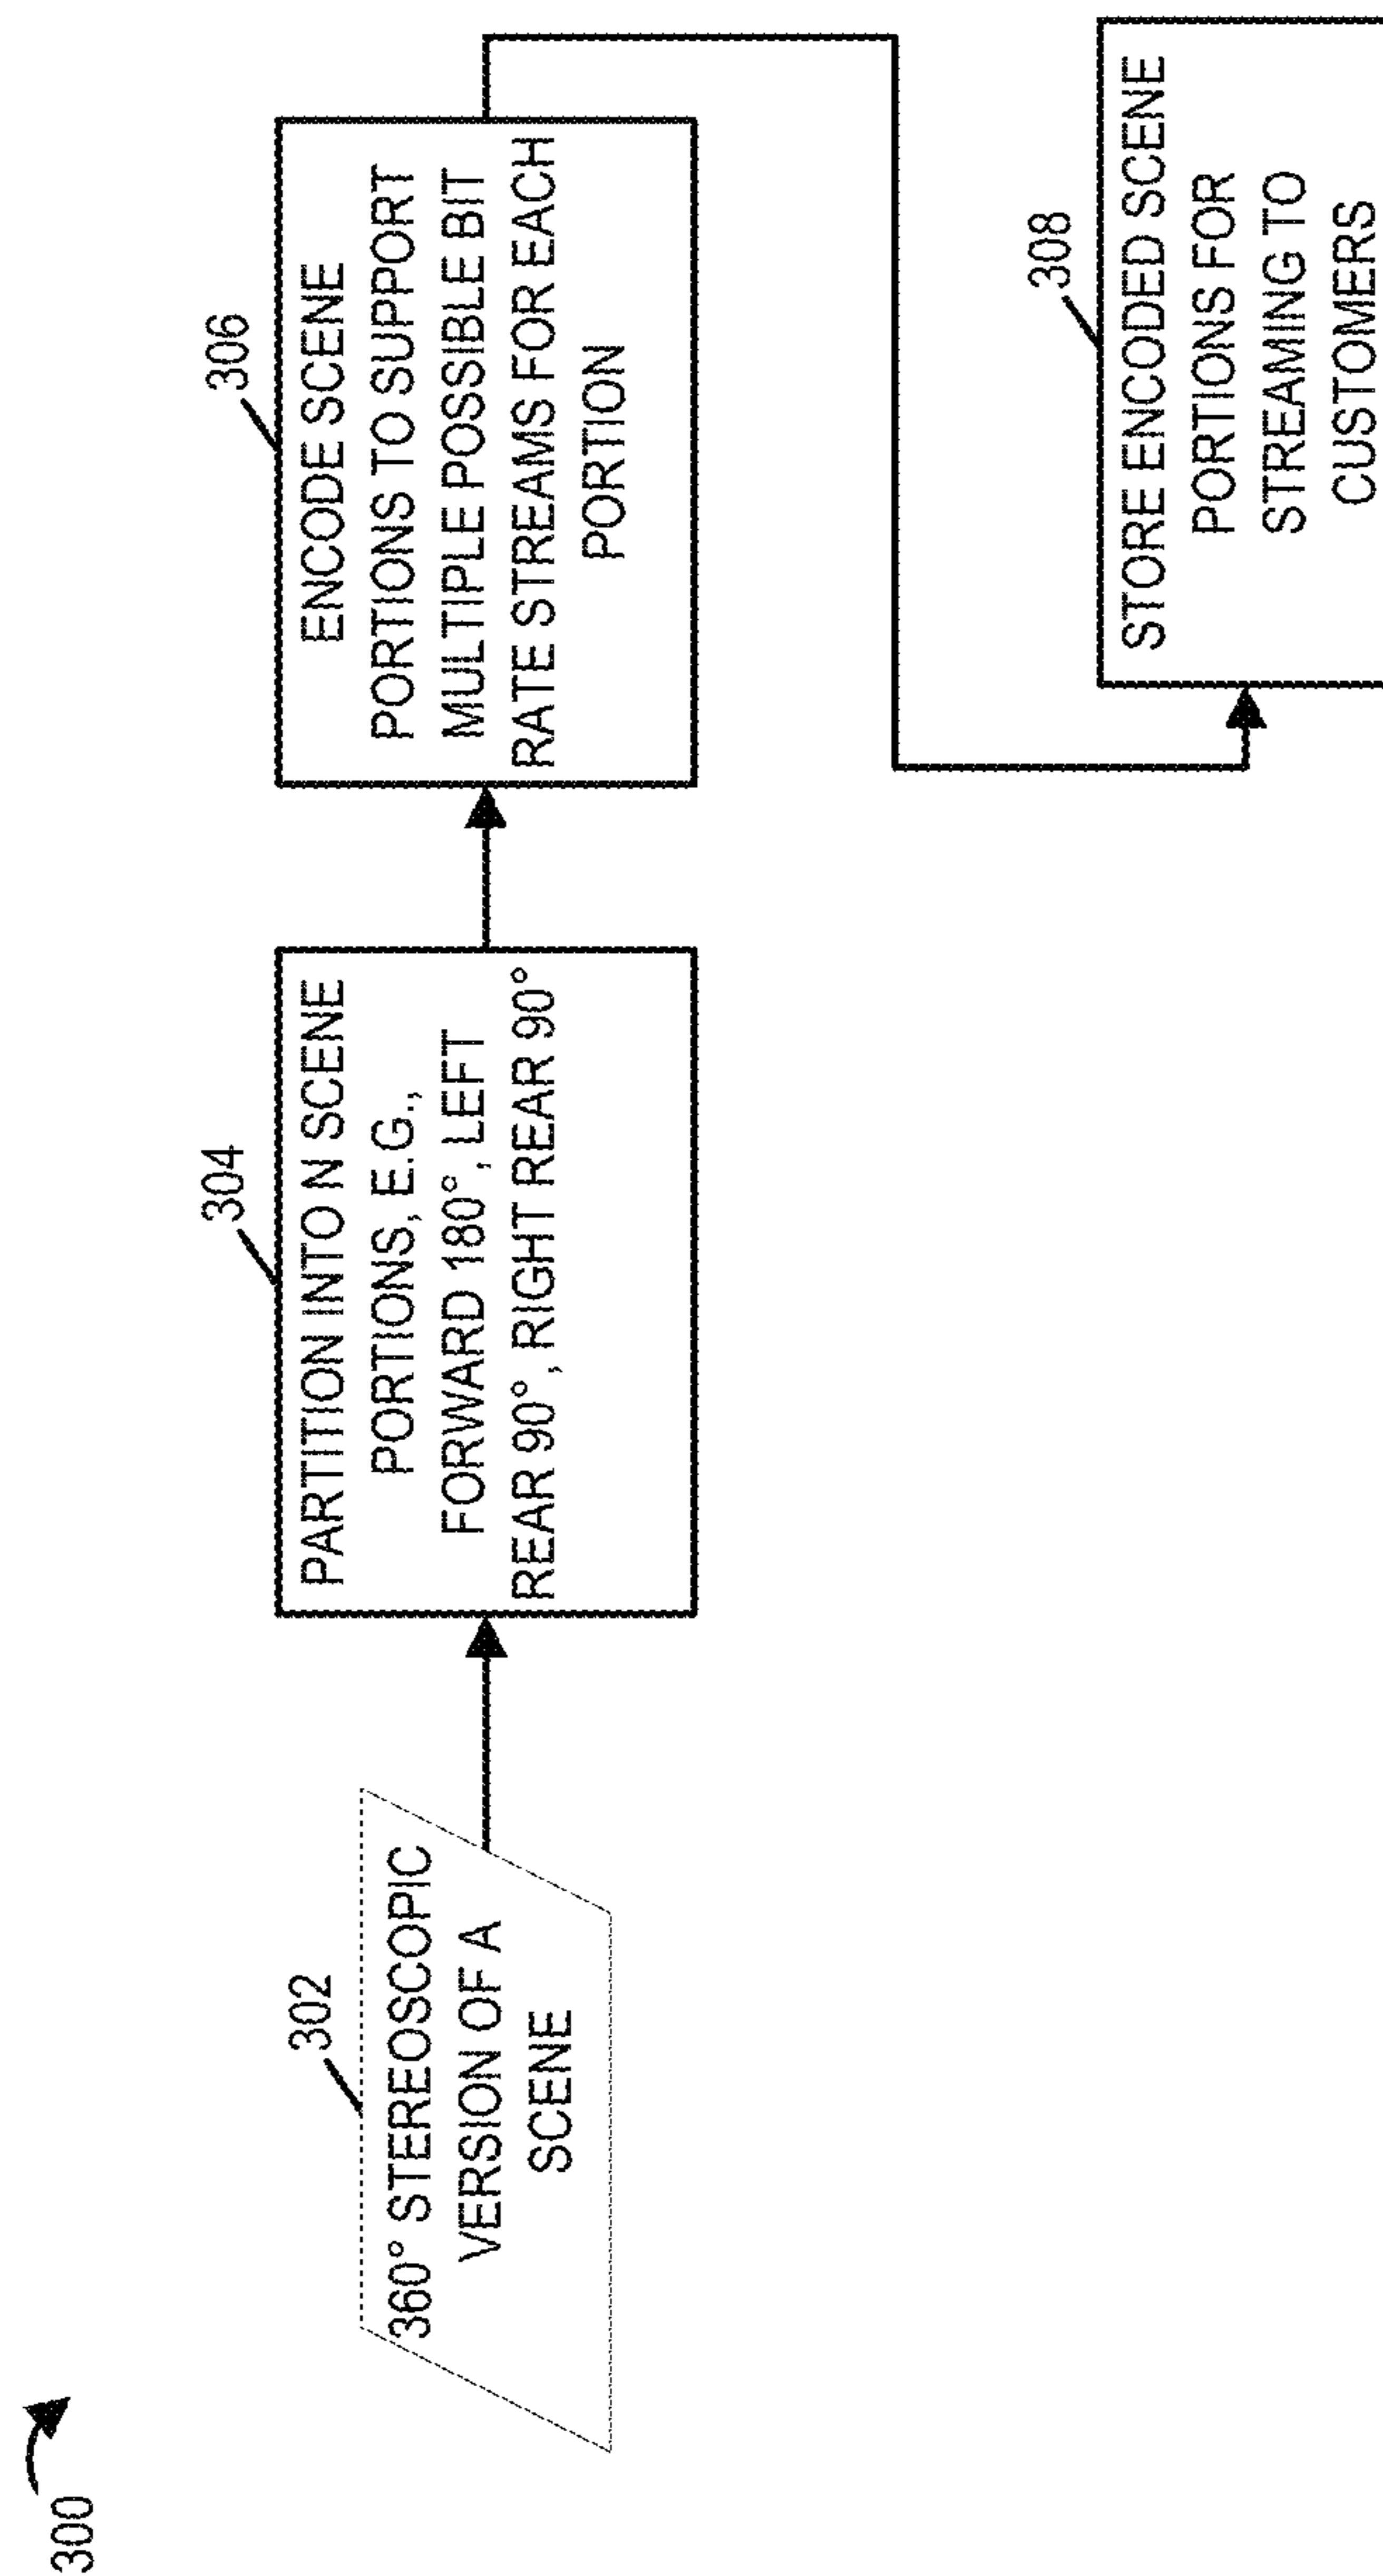 300
302
360° STEREOSCOPIC
VERSION OF A
SCENE
304
PARTITION INTO N SCENE
PORTIONS, E.G.,
FORWARD 180°, LEFT
REAR 90°, RIGHT REAR 90°
306
ENCODE SCENE
PORTIONS TO SUPPORT
MULTIPLE POSSIBLE BIT
RATE STREAMS FOR EACH
PORTION
308
STORE ENCODED SCENE
PORTIONS FOR
STREAMING TO
CUSTOMERS